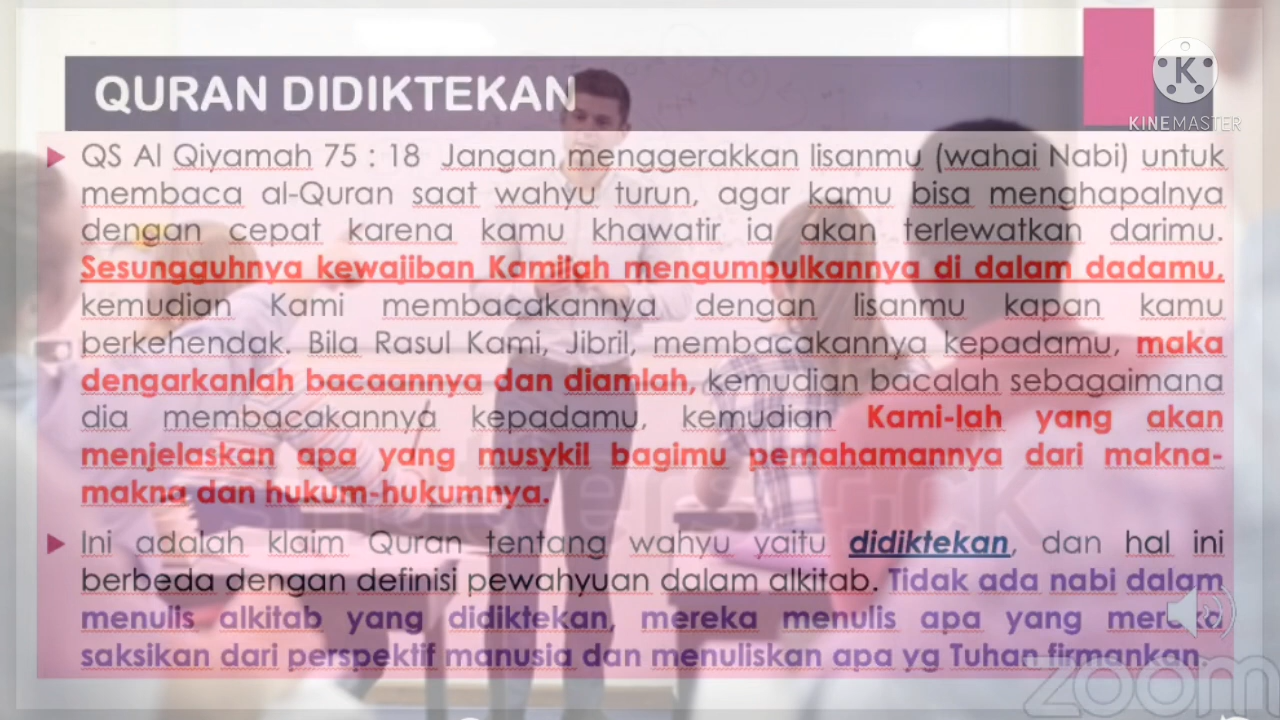 QURAN DIDIKTEKAN
KINEMASTER
QS Al Qiyamah 75 : 18 Jangan menggerakkan lisanmu (wahai Nabi) untuk
membaca al-Quran saat wahyu turun, agar kamu bisa menghapalnya
dengan cepat karena kamu khawatir ia akan terlewatkan darimu.
Sesungguhnya kewajiban Kamilah mengumpulkannya di dalam dadamu,
kemudian Kami membacakannya dengan lisanmu kapan kamu
berkehendak. Bila Rasul Kami, Jibril, membacakannya kepadamu, maka
dengarkanlah bacaannya dan diamlah, kemudian bacalah sebagaimana
dia membacakannya kepadamu, kemudian Kami-lah yang akan
menjelaskan apa yang musykil bagimu pemahamannya dari makna-
makna dan hukum-hukumnya.
Ini adalah klaim Quran tentang wahyu yaitu didiktekan, dan hal ini
berbeda dengan definisi pewahyuan dalam alkitab. Tidak ada nabi dalam
menulis alkitab yang didiktekan, mereka menulis apa yang mereka
saksikan dari perspektif manusia dan menuliskan apa yg Tuhan firmankan.
zoom